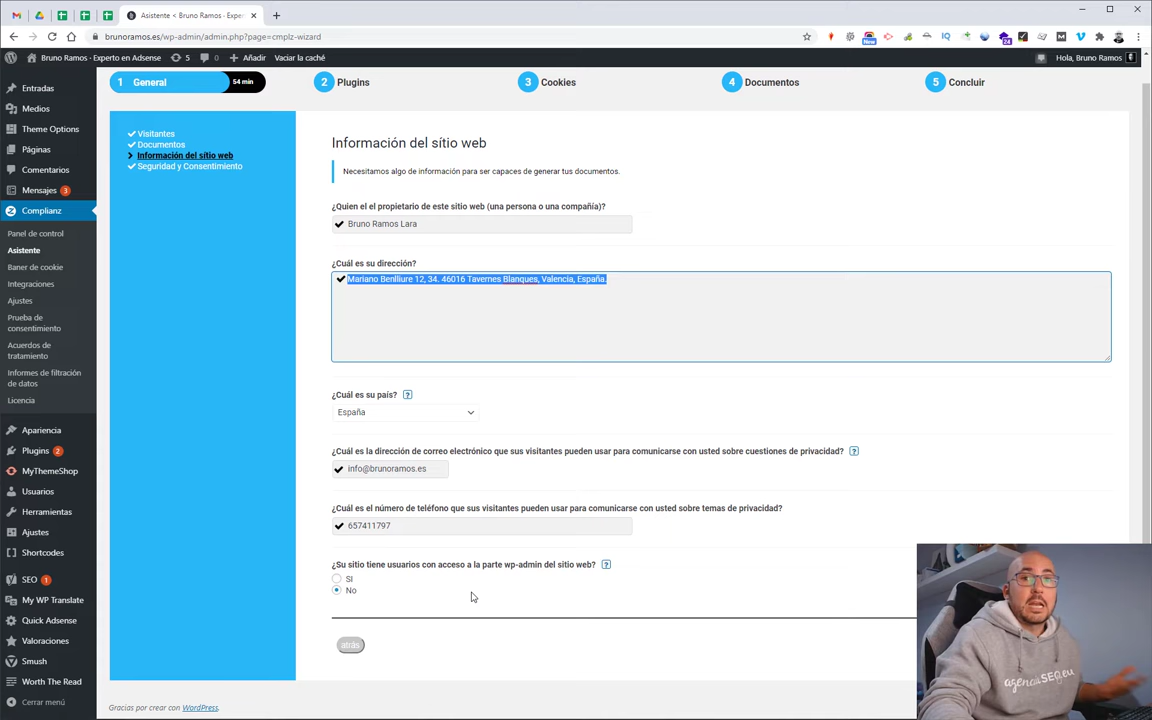 Asistente < Bruno Ramos - Expe
brunoramos.es/wp-admin/admin.php?page=cmplz-wizard
New
24
Bruno Ramos - Experto en Adsense
5
0
Añadir
Vaciar la caché
Hola, Bruno Ramos
Entradas
Medios
Theme Options
Páginas
Comentarios
Mensajes 3
Complianz
Panel de control
Asistente
Baner de cookie
Integraciones
Ajustes
Prueba de
consentimiento
Acuerdos de
tratamiento
Informes de filtración
de datos
Licencia
Apariencia
Plugins 2
MyThemeShop
Usuarios
Herramientas
Ajustes
Shortcodes
SEO 1
My WP Translate
Quick Adsense
Valoraciones
Smush
Worth The Read
Cerrar menú
1 General 54 min
2 Plugins
3 Cookies
4 Documentos
5 Concluir
Visitantes
Documentos
Información del sítio web
Seguridad y Consentimiento
Información del sítio web
Necesitamos algo de información para ser capaces de generar tus documentos.
¿Quien el el propietario de este sitio web (una persona o una compañía)?
Bruno Ramos Lara
¿Cuál es su dirección?
Mariano Benlliure 12, 34. 46016 Tavernes Blanques, Valencia, España.
¿Cuál es su país? ?
España
¿Cuál es la dirección de correo electrónico que sus visitantes pueden usar para comunicarse con usted sobre cuestiones de privacidad? ?
info@brunoramos.es
¿Cuál es el número de teléfono que sus visitantes pueden usar para comunicarse con usted sobre temas de privacidad?
657411797
¿Su sitio tiene usuarios con acceso a la parte wp-admin del sitio web? ?
SI
No
atrás
Gracias por crear con WordPress.
agenciaSEO.eu